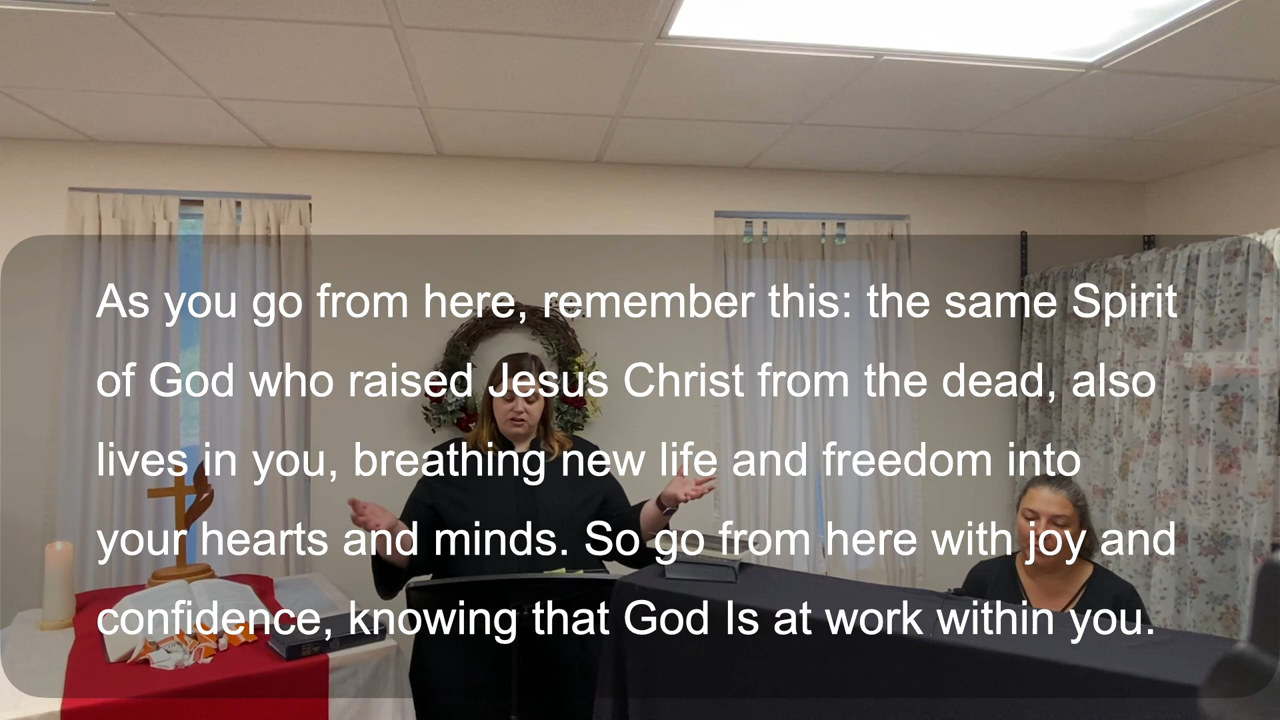 As you go from here, remember this: the same Spirit
of God who raised Jesus Christ from the dead, also
lives in you, breathing new life and freedom into
your hearts and minds. So go from here with joy and
confidence, knowing that God Is at work within you.